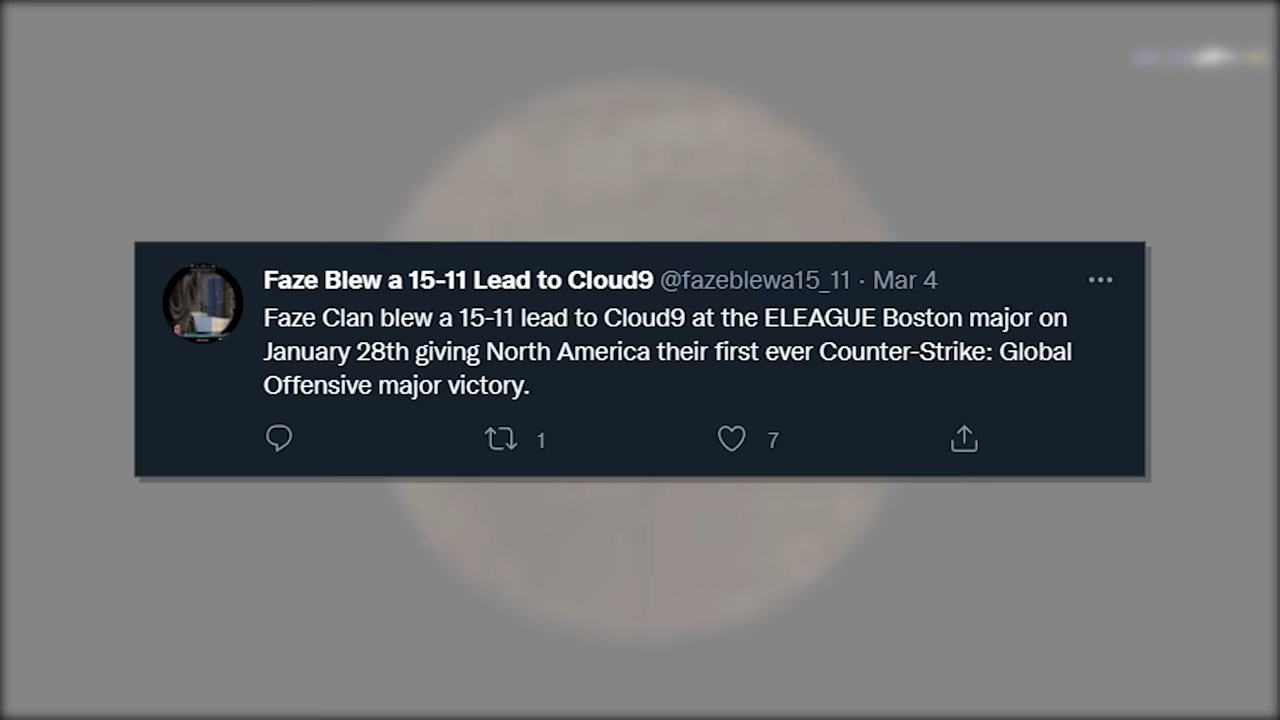 Faze Blew a 15-11 Lead to Cloud9 @fazeblewa15_11 · Mar 4
Faze Clan blew a 15-11 lead to Cloud9 at the ELEAGUE Boston major on
January 28th giving North America their first ever Counter-Strike: Global
Offensive major victory.
1 7